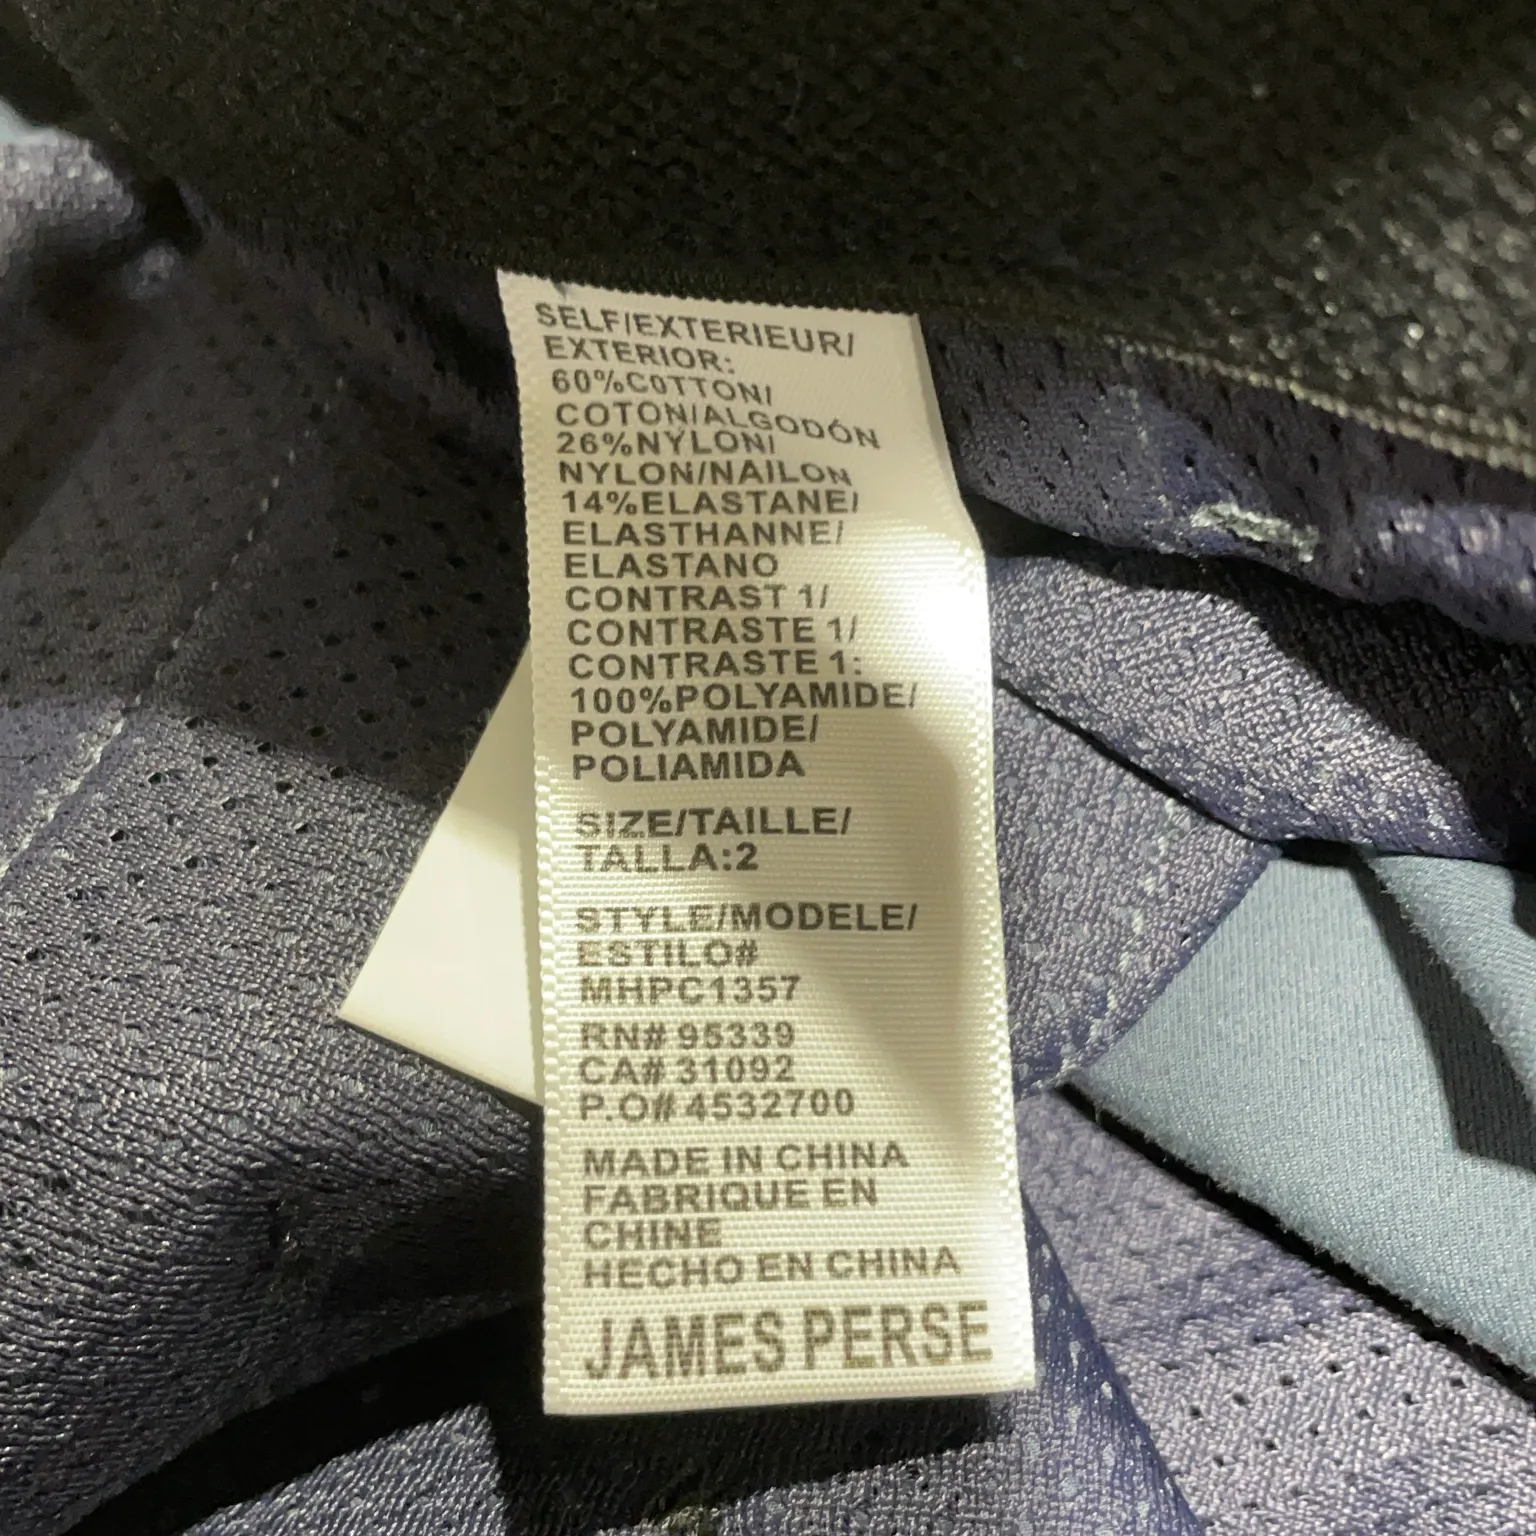 SELF/EXTERIEUR/
EXTERIOR:
60%COTTON/
COTON/ALGODÓN
26%NYLON/
NYLON/NAILON
14%ELASTANE/
ELASTHANNE/
ELASTANO
CONTRAST 1/
CONTRASTE 1/
CONTRASTE 1:
100%POLYAMIDE/
POLYAMIDE/
POLIAMIDA
SIZE/TAILLE/
TALLA:2
STYLE/MODELE/
ESTILO#
MHPC1357
RN# 95339
CA# 31092
P.O# 4532700
MADE IN CHINA
FABRIQUE EN
CHINE
HECHO EN CHINA
JAMES PERSE